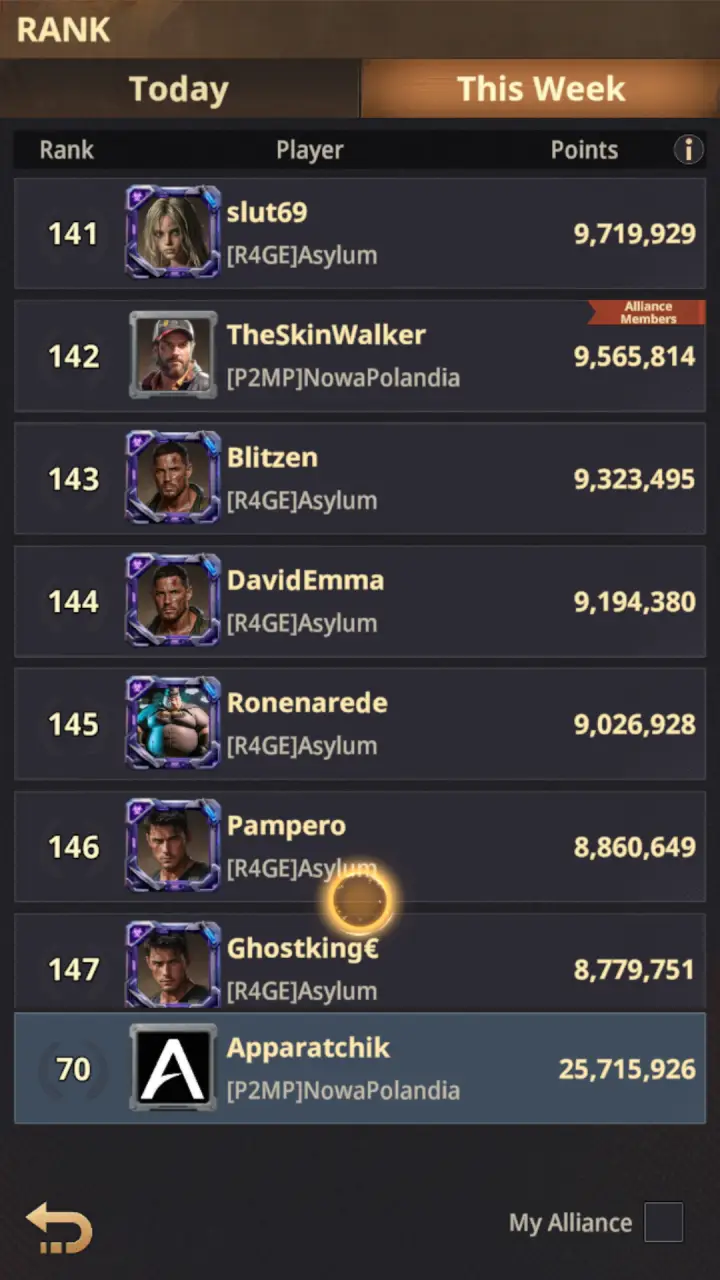 RANK
Today This Week
Rank Player Points i
141 slut69 9,719,929
[R4GE]Asylum
Alliance Members
142 TheSkinWalker 9,565,814
[P2MP]NowaPolandia
143 Blitzen 9,323,495
[R4GE]Asylum
144 DavidEmma 9,194,380
[R4GE]Asylum
145 Ronenarede 9,026,928
[R4GE]Asylum
146 Pampero 8,860,649
[R4GE]Asylum
147 Ghostking€ 8,779,751
[R4GE]Asylum
70 Apparatchik 25,715,926
[P2MP]NowaPolandia
My Alliance